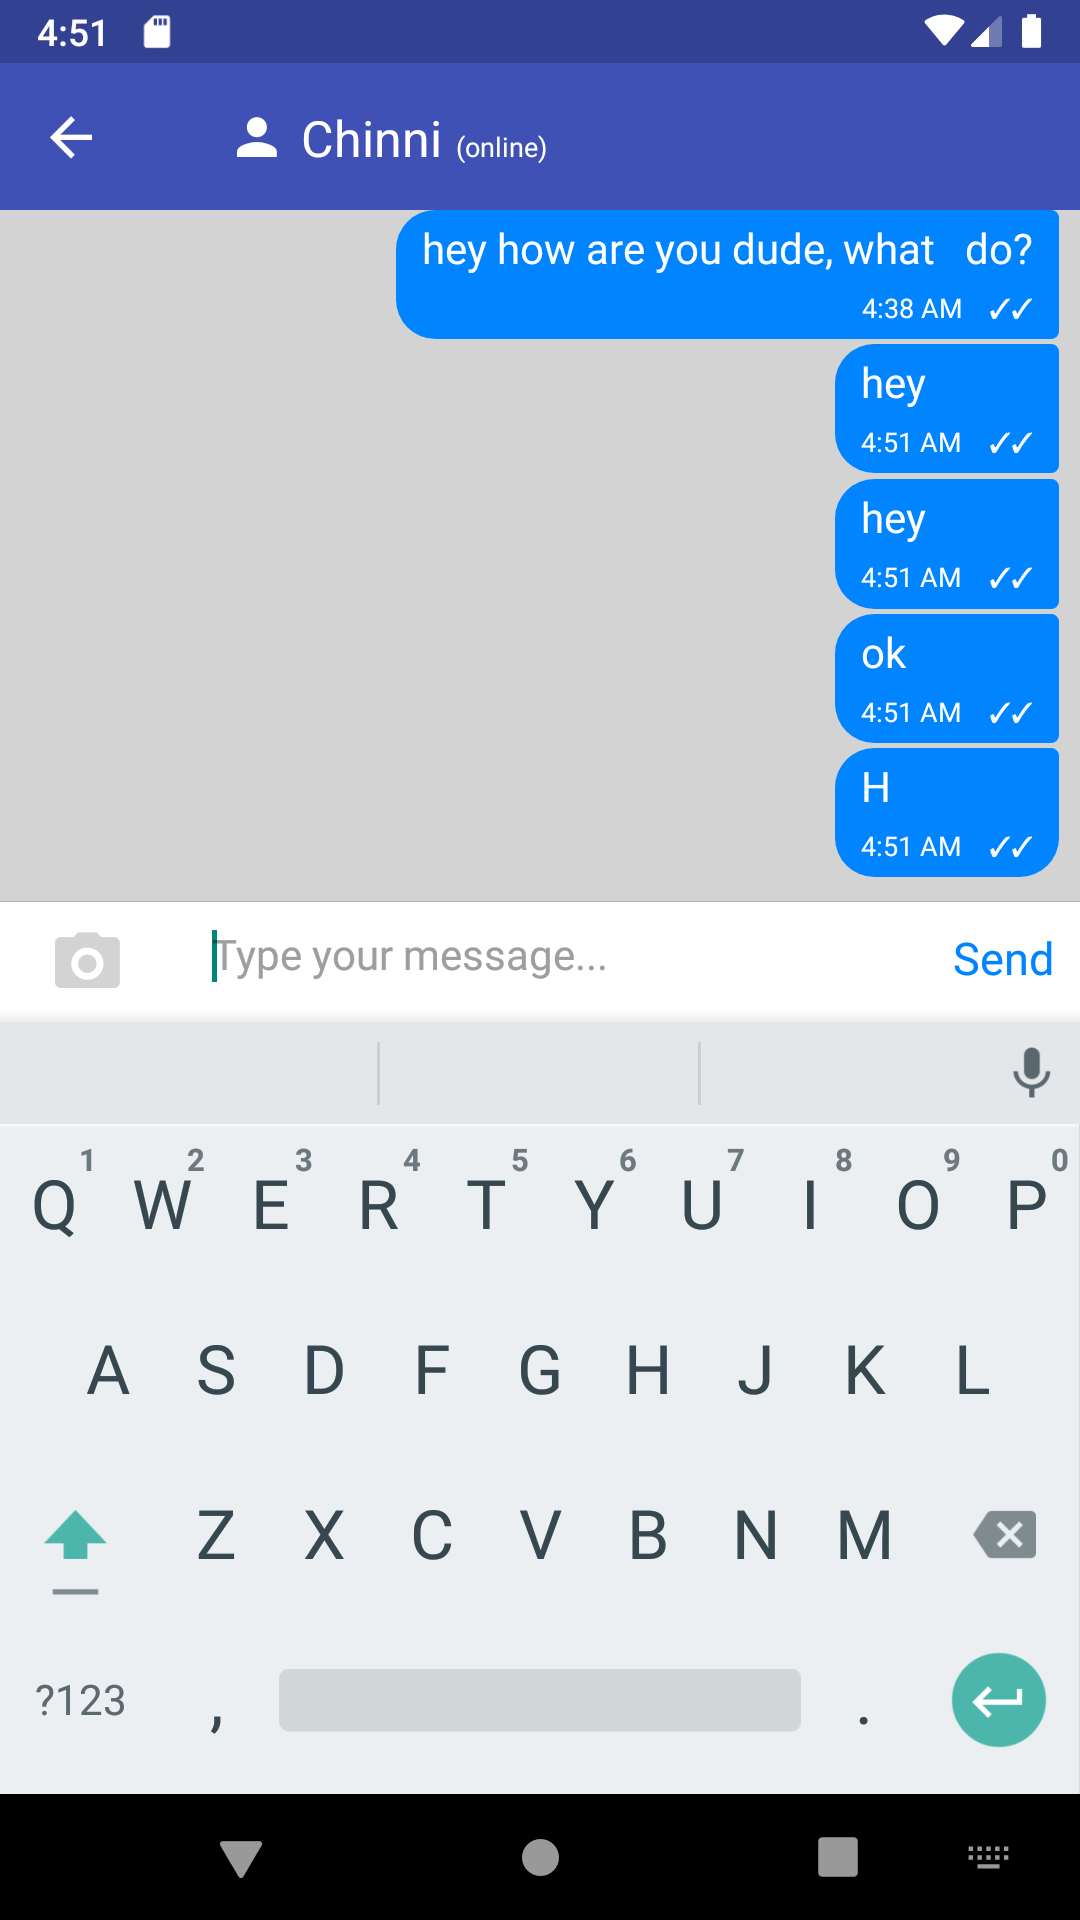 4:51
Chinni (online)
hey how are you dude, what   do?
4:38 AM ✓✓
hey
4:51 AM ✓✓
hey
4:51 AM ✓✓
ok
4:51 AM ✓✓
H
4:51 AM ✓✓
Type your message...
Send
1 2 3 4 5 6 7 8 9 0
Q W E R T Y U I O P
A S D F G H J K L
Z X C V B N M
?123 , .